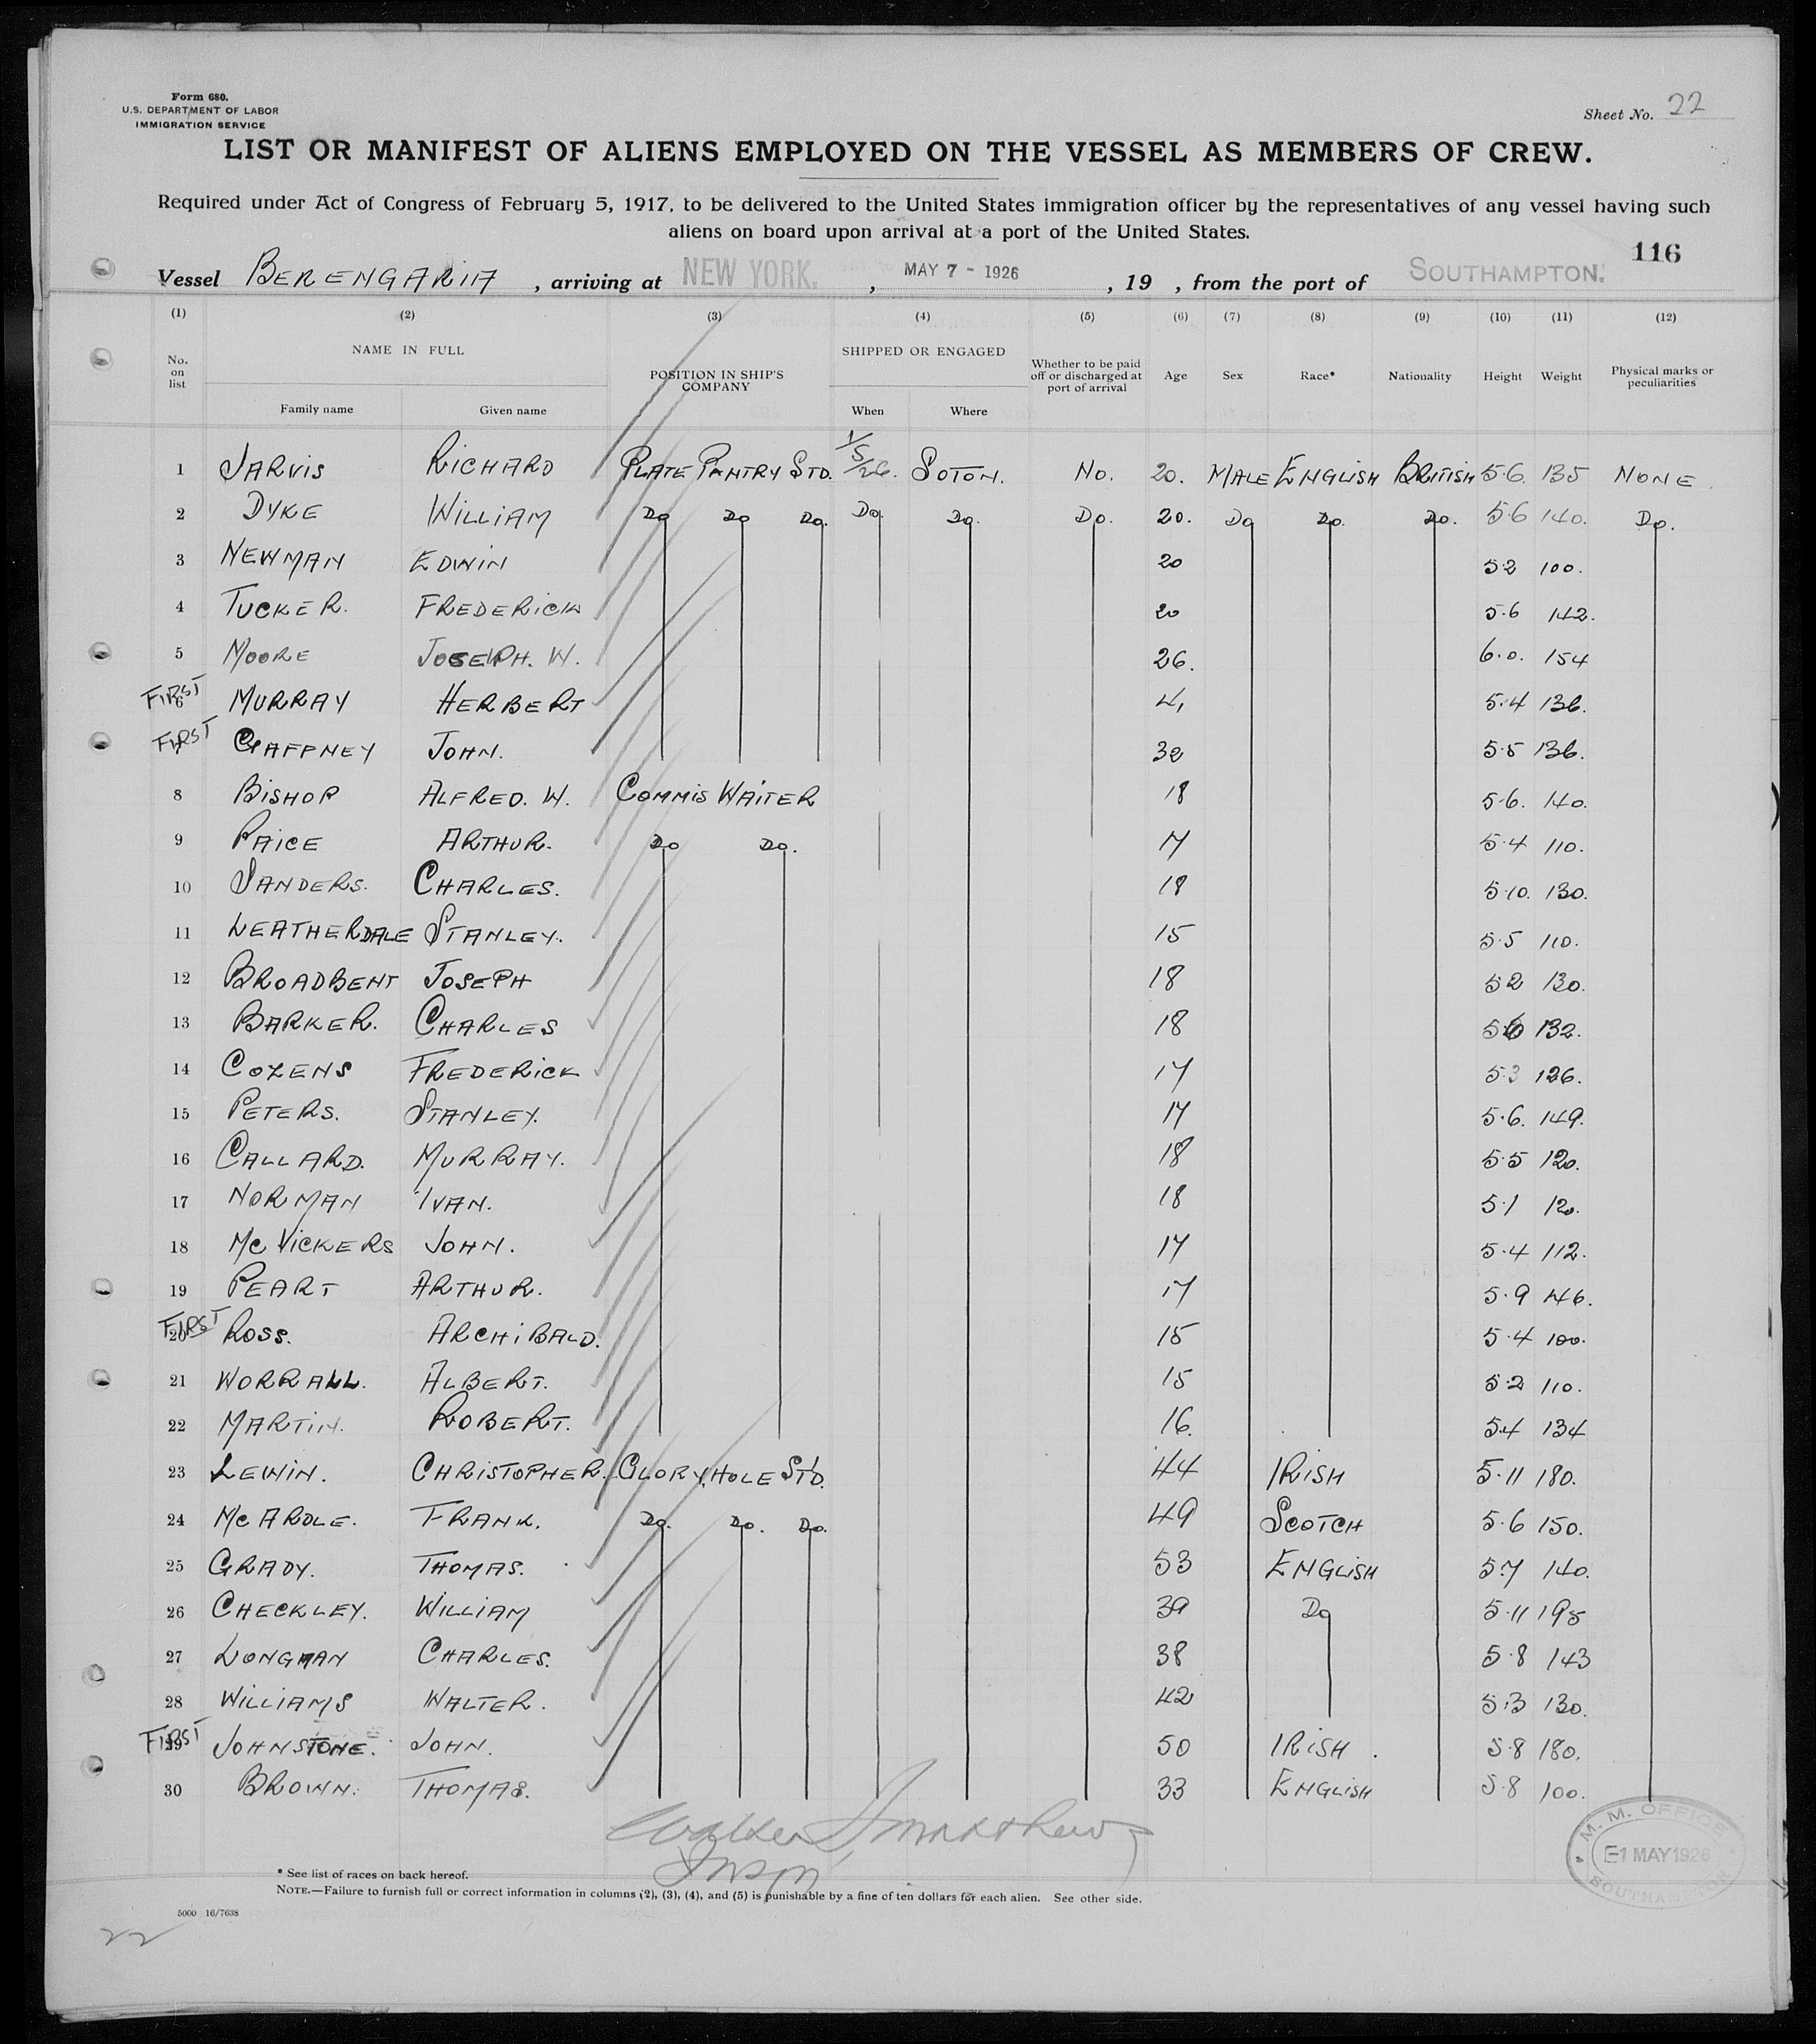 Form 680.
U.S. DEPARTMENT OF LABOR
IMMIGRATION SERVICE
Sheet No. 22
LIST OR MANIFEST OF ALIENS EMPLOYED ON THE VESSEL AS MEMBERS OF CREW.
Required under Act of Congress of February 5, 1917, to be delivered to the United States immigration officer by the representatives of any vessel having such
aliens on board upon arrival at a port of the United States.
116
Vessel BERENGARIA , arriving at NEW YORK. , MAY 7 - 1926 , 19 , from the port of SOUTHAMPTON.
(1) (2) (3) (4) (5) (6) (7) (8) (9) (10) (11) (12)
No. on list NAME IN FULL Family name Given name POSITION IN SHIP'S COMPANY SHIPPED OR ENGAGED When Where Whether to be paid off or discharged at port of arrival Age Sex Race* Nationality Height Weight Physical marks or peculiarities
1 JARVIS RICHARD PLATE PANTRY STD. 1/5/26. SOTON. NO. 20. MALE ENGLISH BRITISH 5.6. 135 NONE.
2 DYKE WILLIAM DO DO DO. DO. DO. DO. 20. DO DO. DO. 5.6 140. DO.
3 NEWMAN EDWIN 20 5 2 100.
4 TUCKER. FREDERICK 20 5.6 142.
5 MOORE JOSEPH. W. 26. 6.0. 154
FIRST 6 MURRAY HERBERT 41 5.4 136.
FIRST GAFFNEY JOHN. 32 5.5 136.
8 BISHOP ALFRED. W. COMMIS WAITER 18 5.6. 140.
9 PAICE ARTHUR. DO DO. 17 5.4 110.
10 SANDERS. CHARLES. 18 5.10. 130.
11 LEATHERDALE STANLEY. 15 5.5 110.
12 BROADBENT JOSEPH 18 5 2 130.
13 BARKER. CHARLES 18 5 6 132.
14 COZENS FREDERICK 17 5.3 126.
15 PETERS. STANLEY. 17 5.6. 149.
16 CALLARD. MURRAY. 18 5.5 120.
17 NORMAN IVAN. 18 5.1 120.
18 MC VICKERS JOHN. 17 5.4 112.
19 PEART ARTHUR. 17 5.9 146.
FIRST 20 ROSS. ARCHIBALD. 15 5.4 100.
21 WORRALL. ALBERT. 15 5.2 110.
22 MARTIN. ROBERT. 16. 5.4 134
23 LEWIN. CHRISTOPHER. GLORY HOLE STD. 44 IRISH 5.11 180.
24 MC ARDLE. FRANK. DO. DO. DO. 49 SCOTCH 5.6 150.
25 GRADY. THOMAS. 53 ENGLISH 5.7 140.
26 CHECKLEY. WILLIAM 39 DO 5.11 195
27 LONGMAN CHARLES. 38 5.8 143
28 WILLIAMS WALTER. 42 5.3 130.
FIRST 29 JOHNSTONE. JOHN. 50 IRISH. 5.8 180.
30 BROWN. THOMAS. 33 ENGLISH 5.8 100.
M. M. OFFICE
1 MAY 1926
SOUTHAMPTON
* See list of races on back hereof.
NOTE.—Failure to furnish full or correct information in columns (2), (3), (4), and (5) is punishable by a fine of ten dollars for each alien. See other side.
5000 16/7638
22